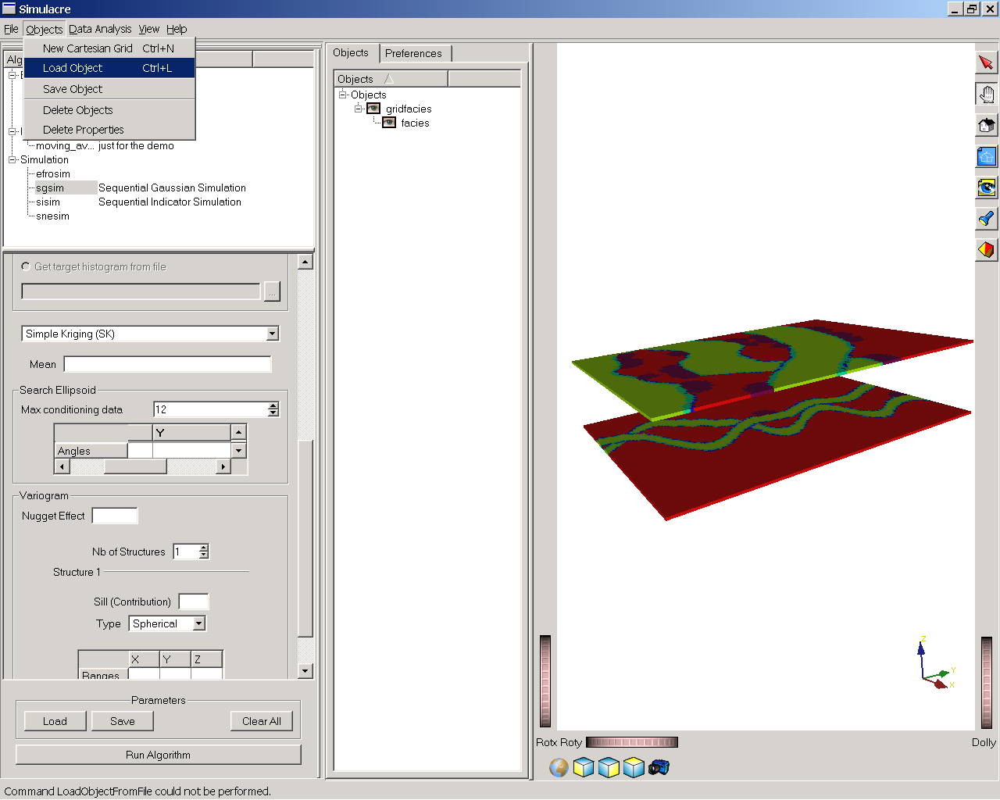 Simulacre
File Objects Data Analysis View Help
New Cartesian Grid Ctrl+N
Load Object Ctrl+L
Save Object
Delete Objects
Delete Properties
Alg
moving_av... just for the demo
Simulation
efrosim
sgsim Sequential Gaussian Simulation
sisim Sequential Indicator Simulation
snesim
Get target histogram from file
...
Simple Kriging (SK)
Mean
Search Ellipsoid
Max conditioning data 12
Y
Angles
Variogram
Nugget Effect
Nb of Structures 1
Structure 1
Sill (Contribution)
Type Spherical
X Y Z
Ranges
Parameters
Load Save Clear All
Run Algorithm
Command LoadObjectFromFile could not be performed.
Objects Preferences
Objects
Objects
gridfacies
facies
Z
Y
X
Rotx Roty
Dolly